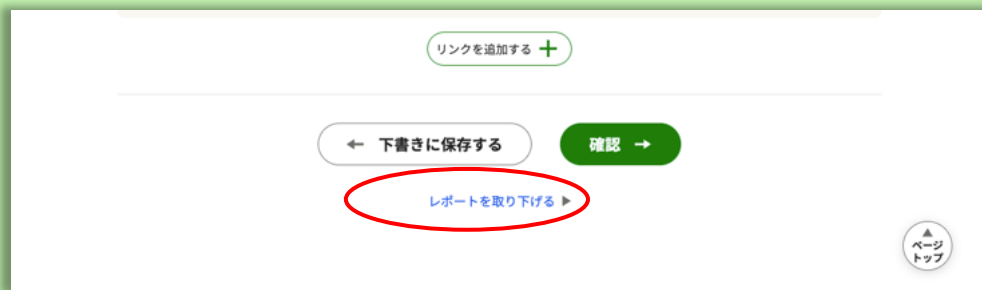 リンクを追加する
下書きに保存する
確認
レポートを取り下げる
ページ
トップ